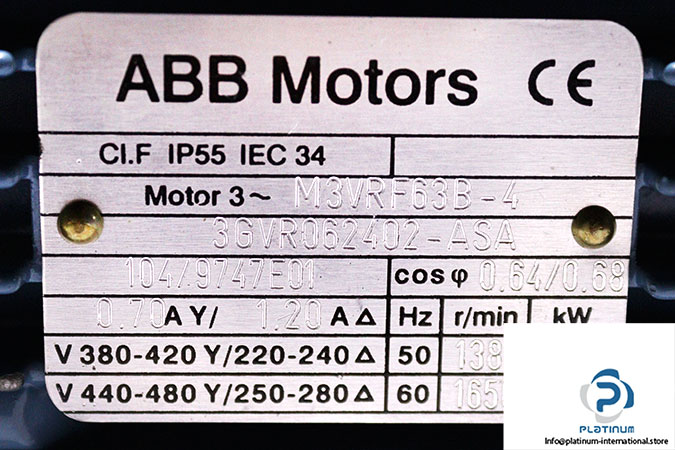 ABB Motors CE
Cl.F IP55 IEC 34
Motor 3~ M3VRF63B-4
3GVR062402-ASA
104/9747E01 cos φ 0.64/0.68
0.70 A Y/ 1.20 A Δ Hz r/min kW
V 380-420 Y/220-240 Δ 50
V 440-480 Y/250-280 Δ 60
PLATINUM
Info@platinum-international.store